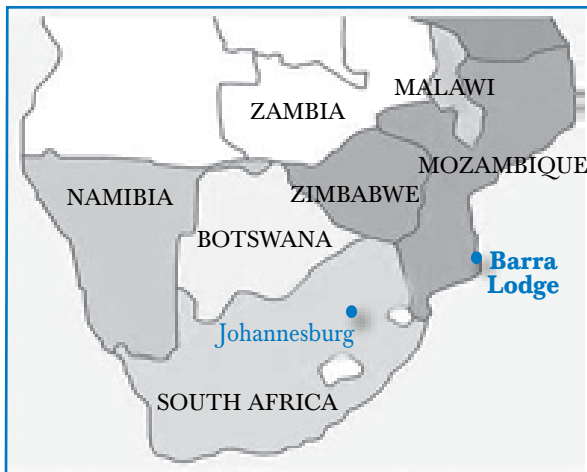 MALAWI
ZAMBIA
MOZAMBIQUE
NAMIBIA
ZIMBABWE
BOTSWANA
Barra
Lodge
Johannesburg
SOUTH AFRICA